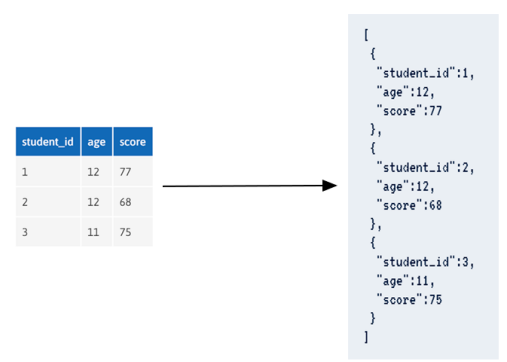 student_id age score
1 12 77
2 12 68
3 11 75
[
{
"student_id":1,
"age":12,
"score":77
},
{
"student_id":2,
"age":12,
"score":68
},
{
"student_id":3,
"age":11,
"score":75
}
]